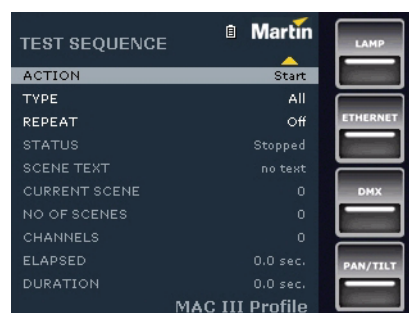 TEST SEQUENCE
Martin
ACTION Start
TYPE All
REPEAT Off
STATUS Stopped
SCENE TEXT no text
CURRENT SCENE 0
NO OF SCENES 0
CHANNELS 0
ELAPSED 0.0 sec.
DURATION 0.0 sec.
MAC III Profile
LAMP
ETHERNET
DMX
PAN/TILT